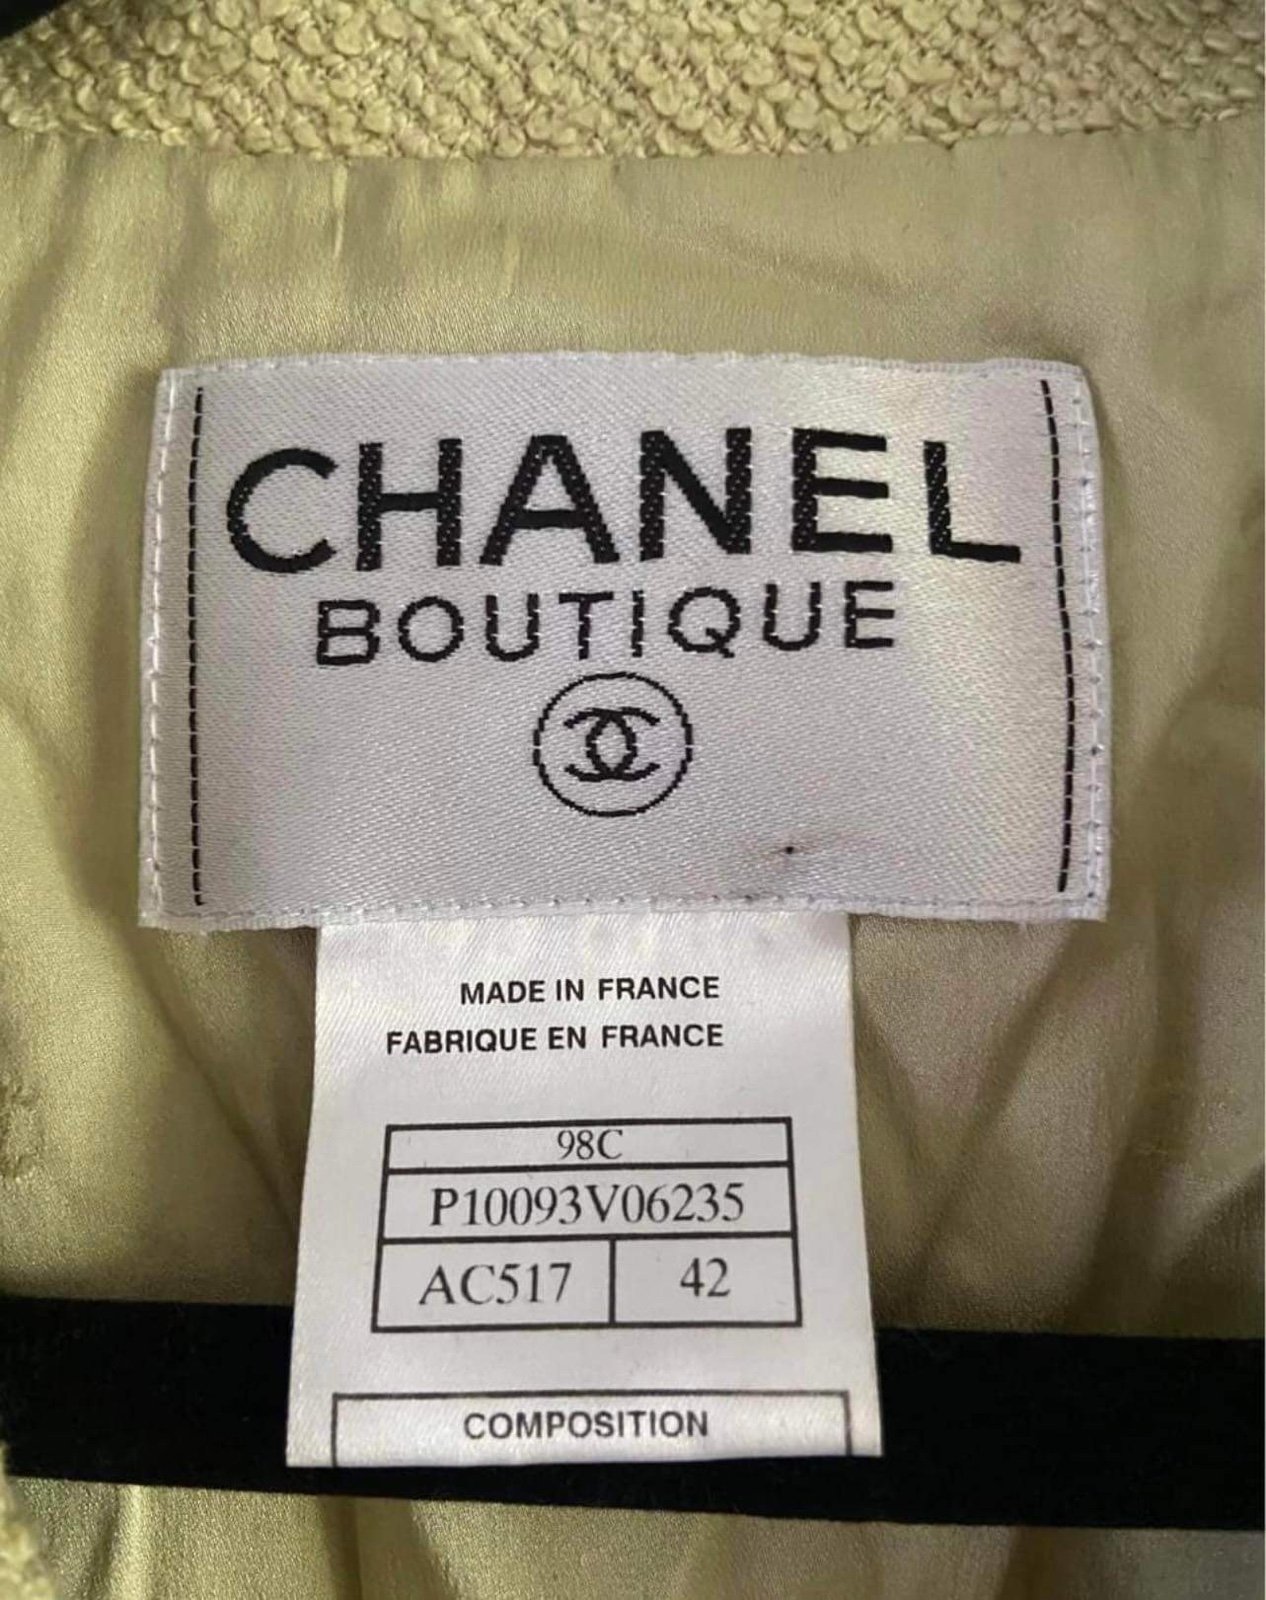 CHANEL
BOUTIQUE
MADE IN FRANCE
FABRIQUE EN FRANCE
98C
P10093V06235
AC517 42
COMPOSITION